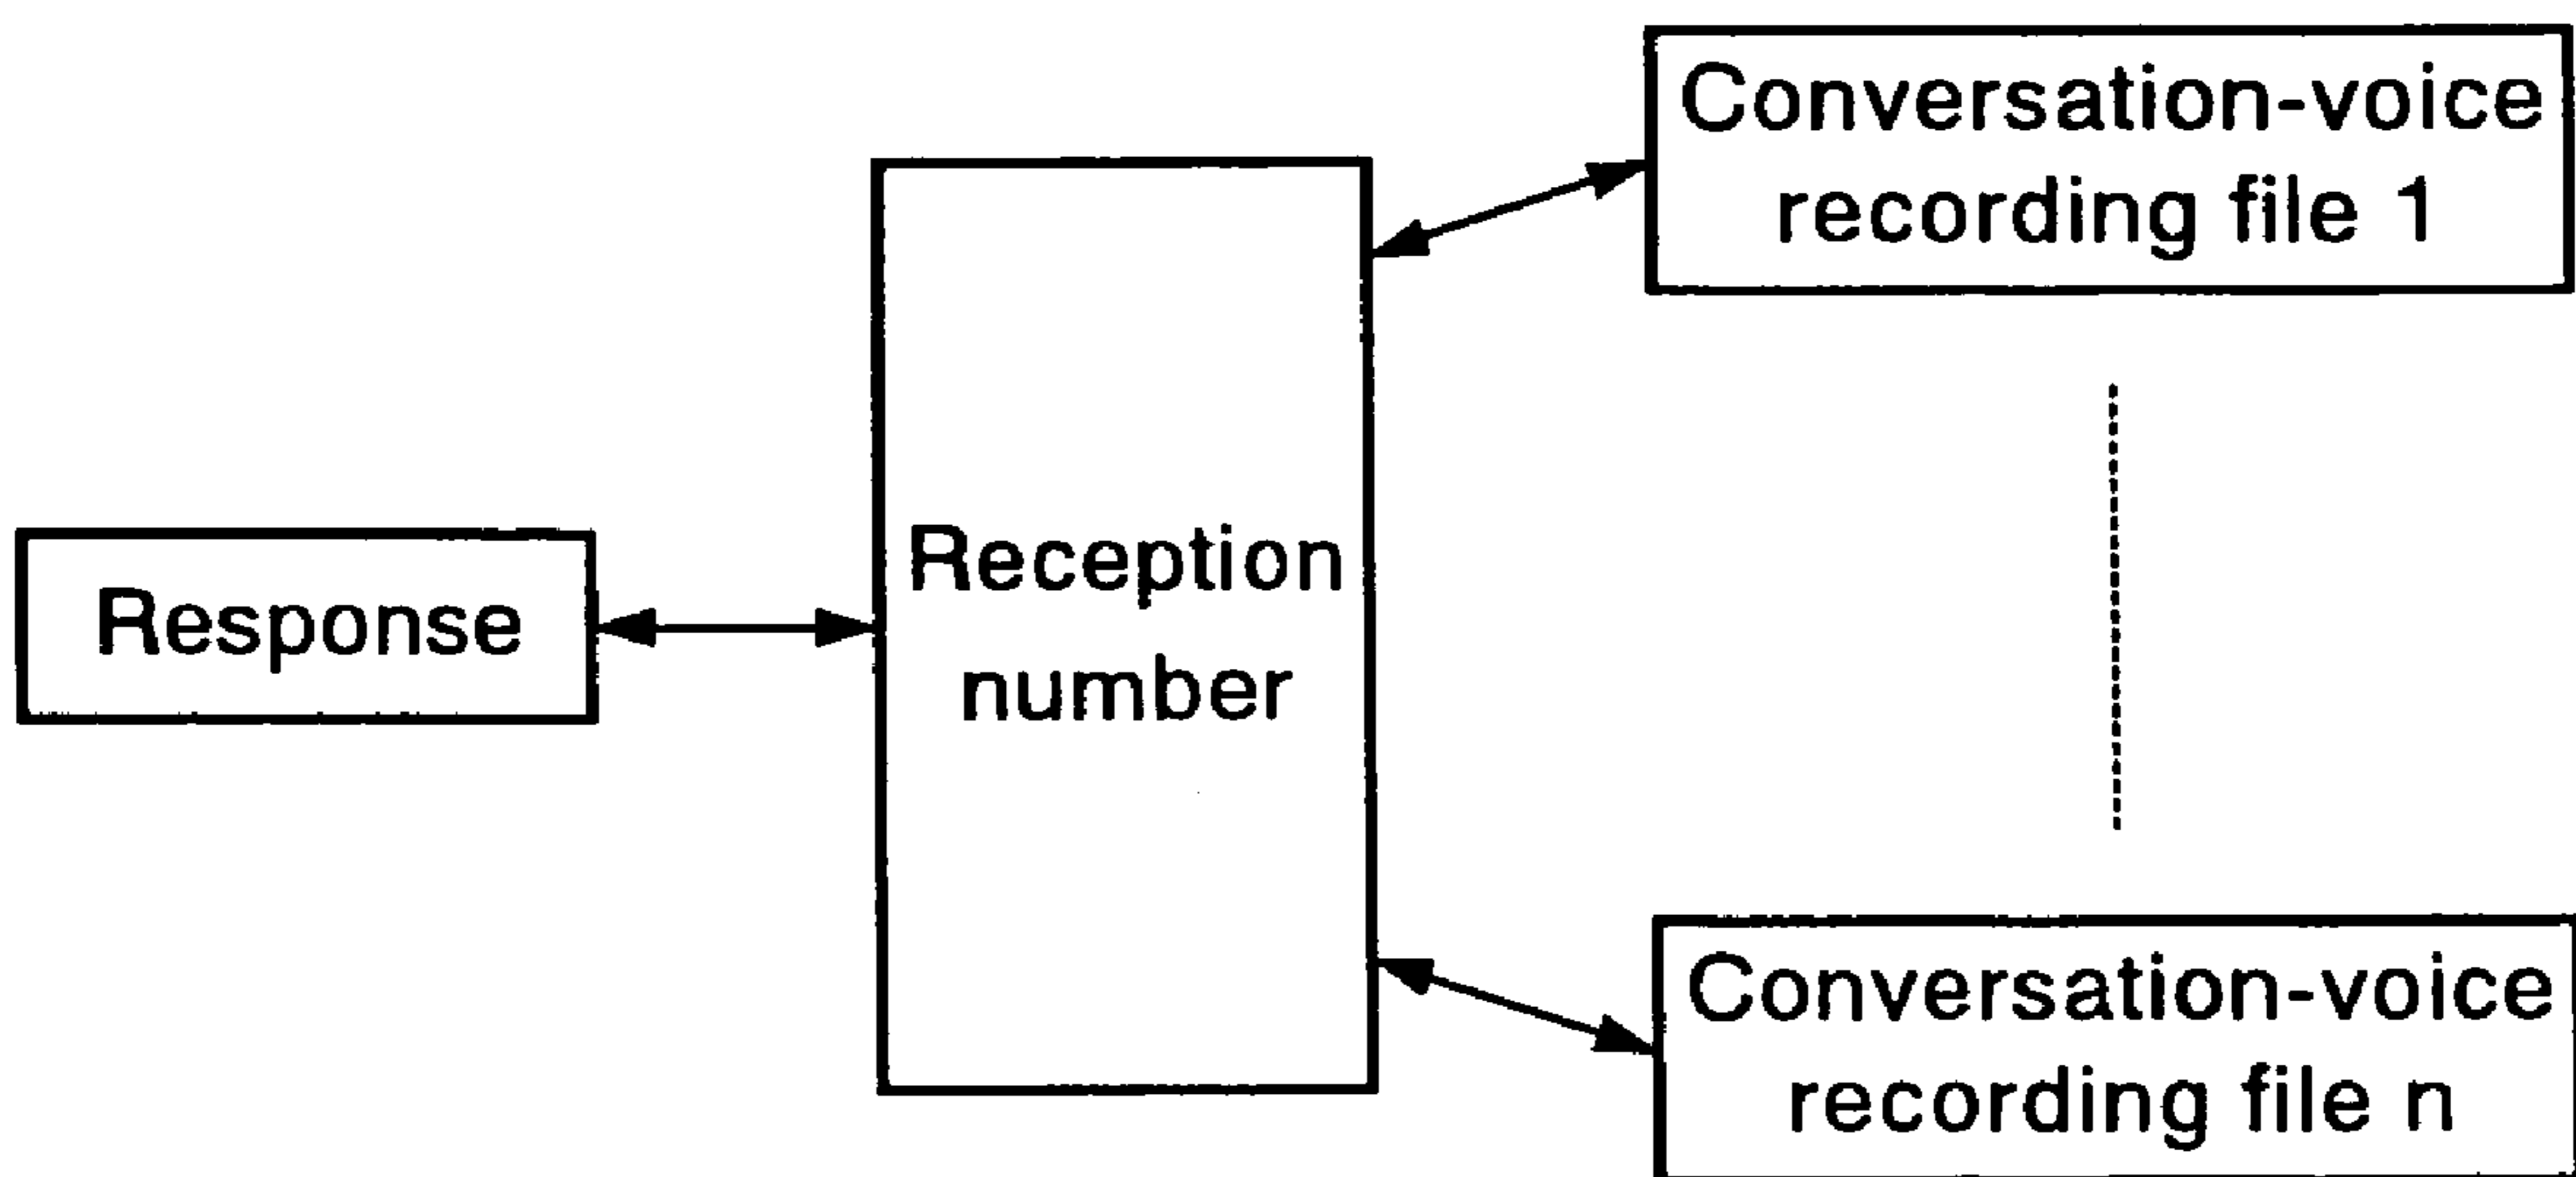 Response
Reception
number
Conversation-voice
recording file 1
Conversation-voice
recording file n